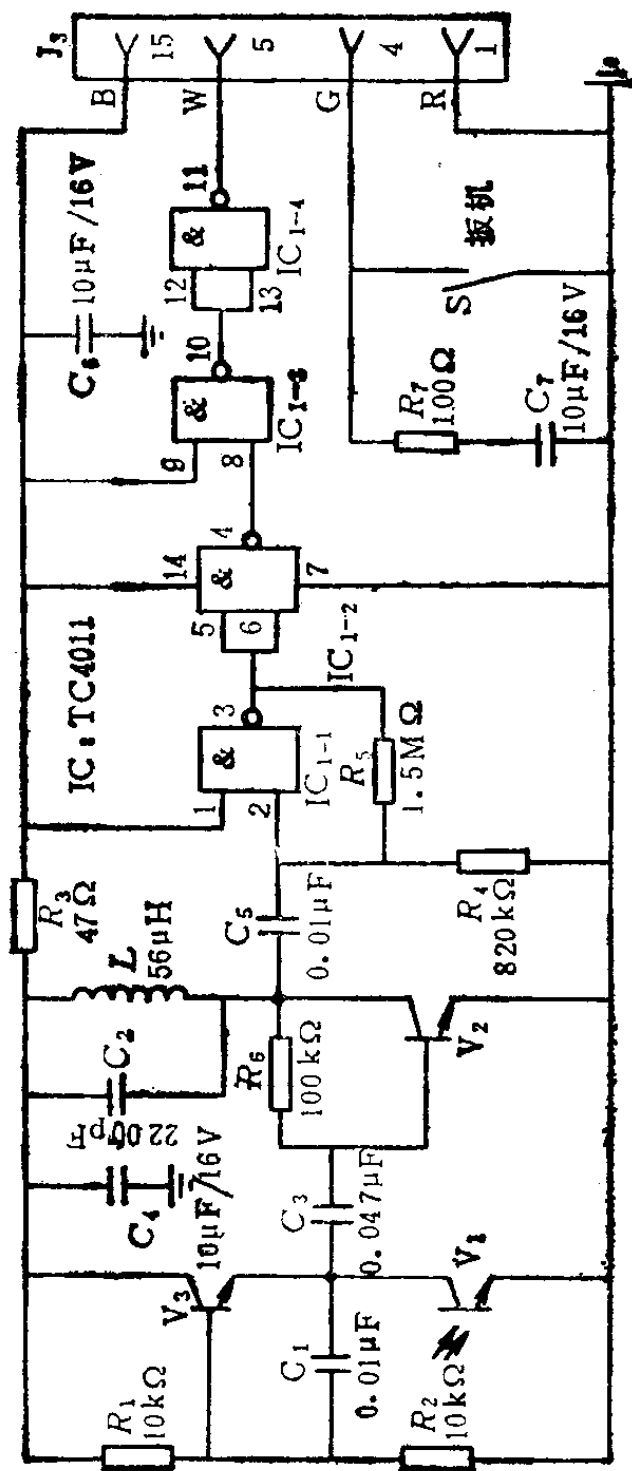 R₁
10kΩ
C₁
0.01μF
R₂
10kΩ
V₃
V₁
C₄
10μF/16V
C₃
0.047μF
2200pF
C₂
L
56μH
R₆
100kΩ
V₂
R₃
47Ω
C₅
0.01μF
R₄
820kΩ
IC:TC4011
1
2
&
3
IC₁₋₁
R₅
1.5MΩ
IC₁₋₂
5
6
&
14
4
7
9
8
&
10
IC₁₋₃
12
13
&
11
IC₁₋₄
C₆
10μF/16V
R₇
100Ω
C₇
10μF/16V
S
扳机
J₃
B
15
W
5
G
4
R
1